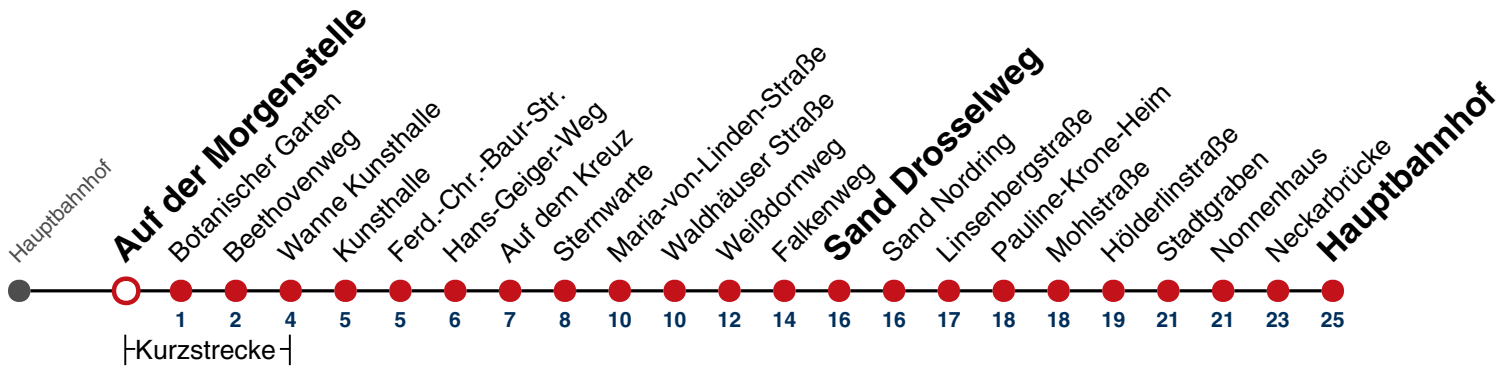 Hauptbahnhof
Auf der Morgenstelle
Botanischer Garten
Beethovenweg
Wanne Kunsthalle
Kunsthalle
Ferd.-Chr.-Baur-Str.
Hans-Geiger-Weg
Auf dem Kreuz
Sternwarte
Maria-von-Linden-Straße
Waldhäuser Straße
Weißdornweg
Falkenweg
Sand Drosselweg
Sand Nordring
Linsenbergstraße
Pauline-Krone-Heim
Mohlstraße
Hölderlinstraße
Stadtgraben
Nonnenhaus
Neckarbrücke
Hauptbahnhof
1 2 4 5 5 6 7 8 10 10 12 14 16 16 17 18 18 19 21 21 23 25
Kurzstrecke